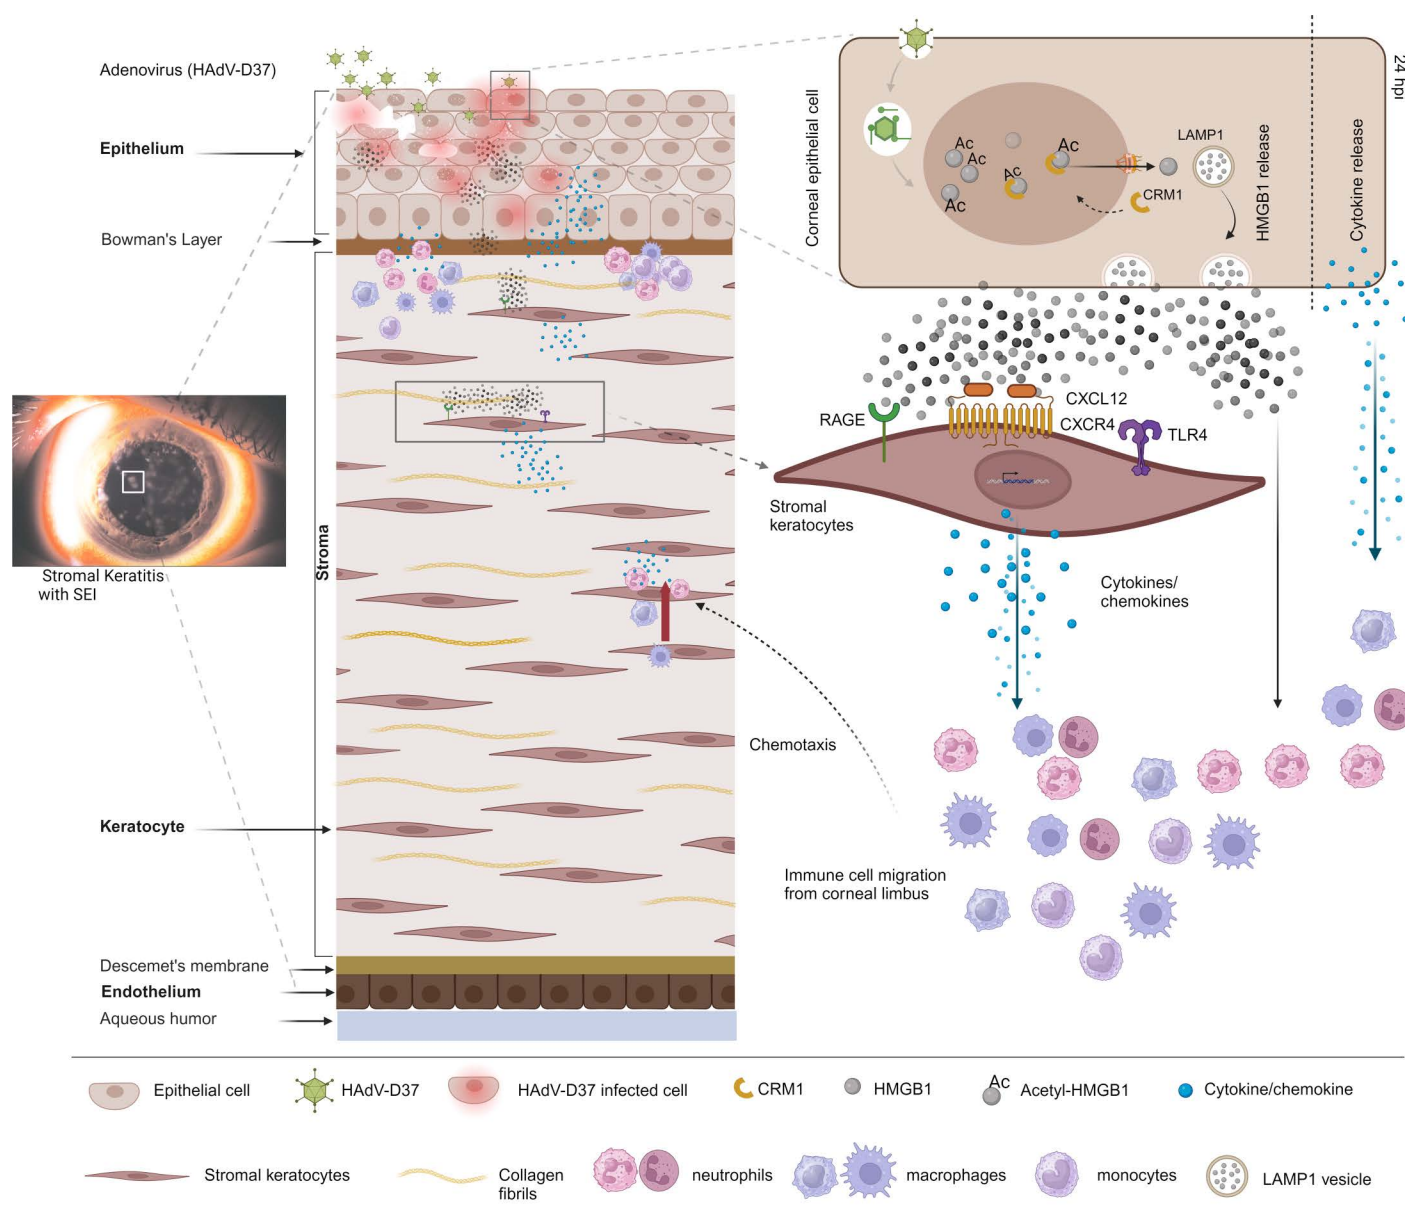 Adenovirus (HAdV-D37)
Epithelium
Bowman's Layer
Stroma
Stromal Keratitis
with SEI
Keratocyte
Descemet's membrane
Endothelium
Aqueous humor
Corneal epithelial cell
Ac
Ac
Ac
Ac
Ac
LAMP1
CRM1
HMGB1 release
Cytokine release
24 hpi
RAGE
CXCL12
CXCR4
TLR4
Stromal
keratocytes
Cytokines/
chemokines
Chemotaxis
Immune cell migration
from corneal limbus
Epithelial cell
HAdV-D37
HAdV-D37 infected cell
CRM1
HMGB1
Ac
Acetyl-HMGB1
Cytokine/chemokine
Stromal keratocytes
Collagen
fibrils
neutrophils
macrophages
monocytes
LAMP1 vesicle